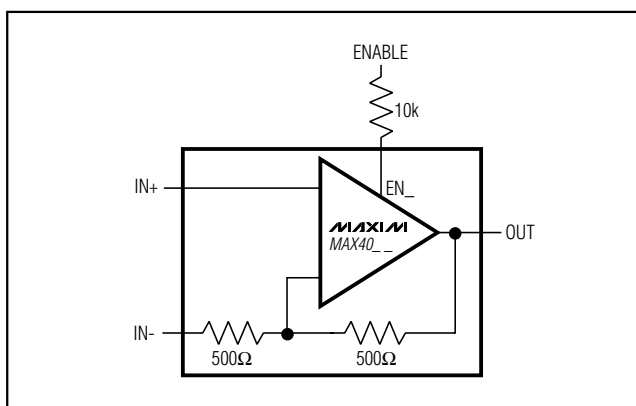 ENABLE
10k
IN+
EN_
MAXIM
MAX40_ _
OUT
IN-
500Ω
500Ω